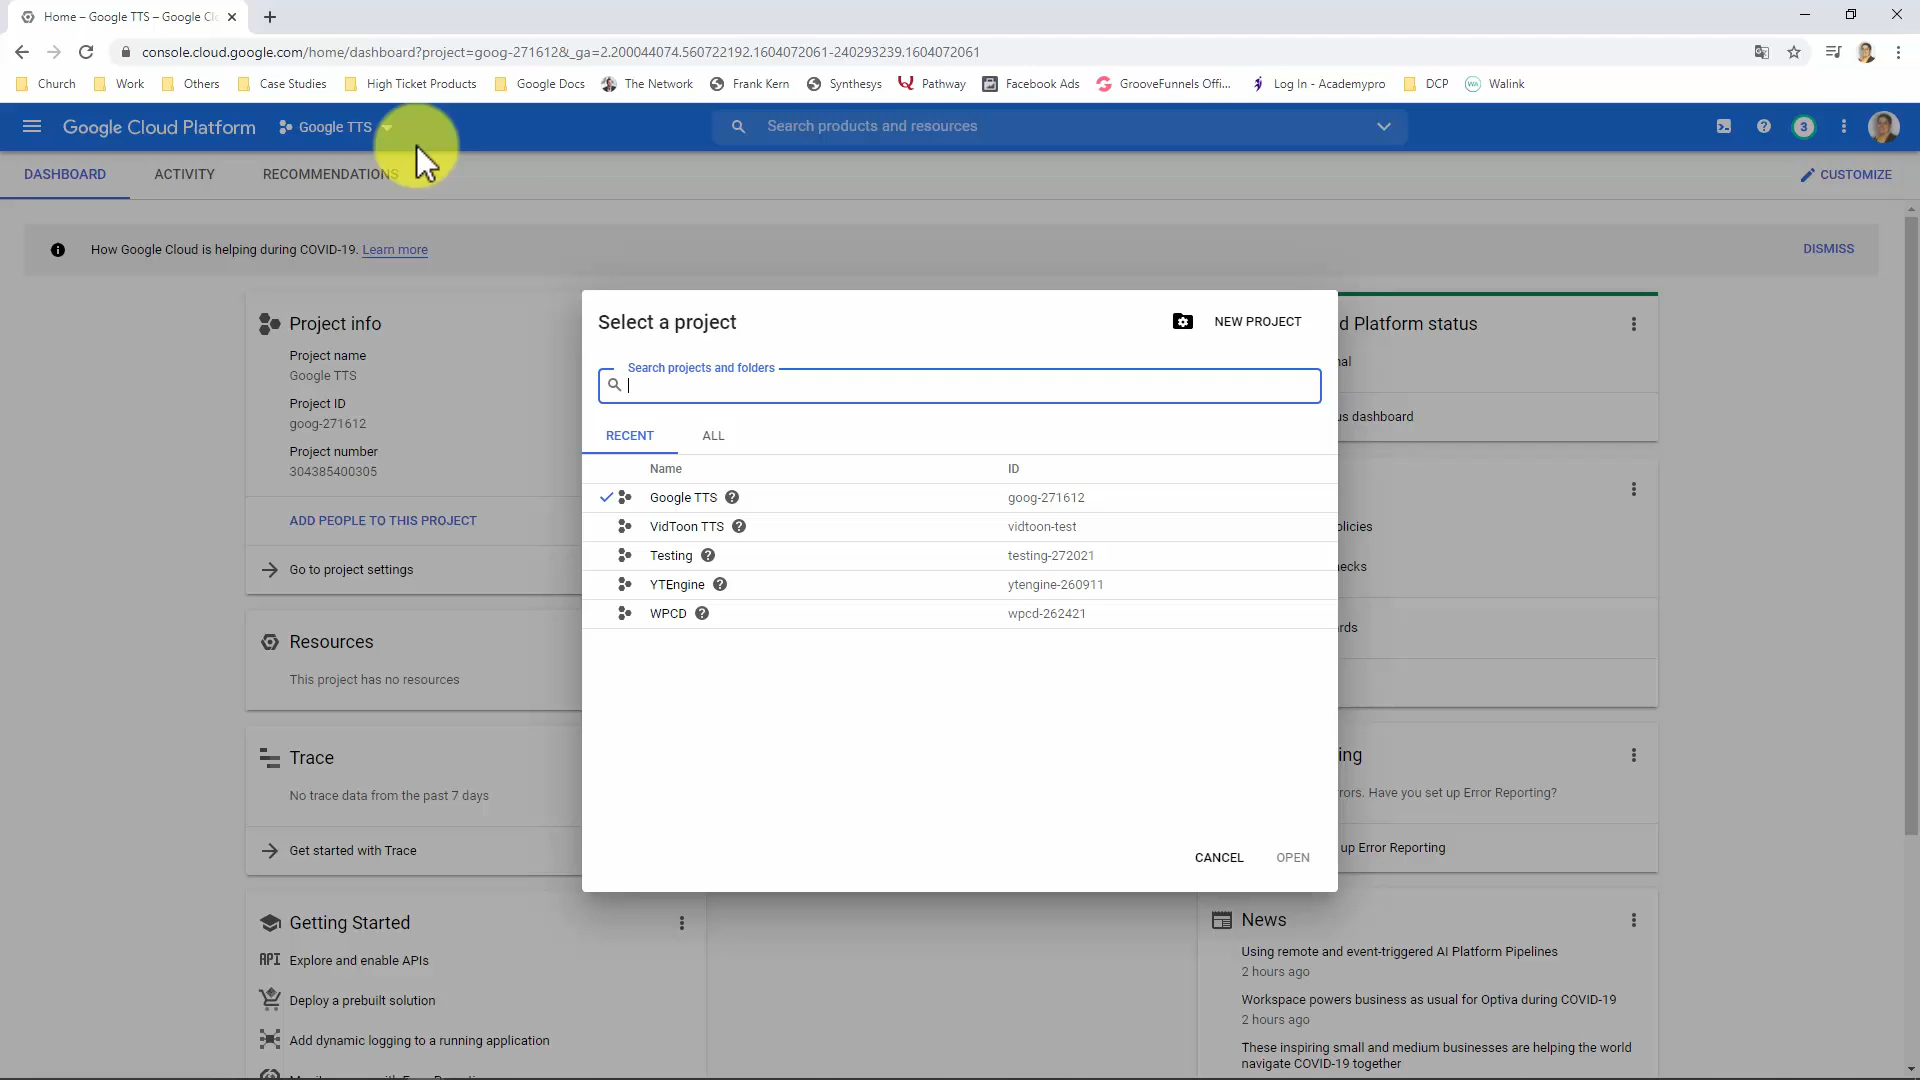 Home – Google TTS – Google Cl
console.cloud.google.com/home/dashboard?project=goog-271612&_ga=2.200044074.560722192.1604072061-240293239.1604072061
Church Work Others Case Studies High Ticket Products Google Docs The Network Frank Kern Synthesys Pathway Facebook Ads GrooveFunnels Offi... Log In - Academypro DCP Walink
Google Cloud Platform Google TTS Search products and resources 3
DASHBOARD ACTIVITY RECOMMENDATIONS CUSTOMIZE
How Google Cloud is helping during COVID-19. Learn more DISMISS
Project info
Project name
Google TTS
Project ID
goog-271612
Project number
304385400305
ADD PEOPLE TO THIS PROJECT
Go to project settings
Resources
This project has no resources
Trace
No trace data from the past 7 days
Get started with Trace
Getting Started
API Explore and enable APIs
Deploy a prebuilt solution
Add dynamic logging to a running application
Select a project NEW PROJECT
Search projects and folders
RECENT ALL
Name ID
Google TTS goog-271612
VidToon TTS vidtoon-test
Testing testing-272021
YTEngine ytengine-260911
WPCD wpcd-262421
CANCEL OPEN
d Platform status
nal
us dashboard
olicies
ecks
rds
ing
rors. Have you set up Error Reporting?
up Error Reporting
News
Using remote and event-triggered AI Platform Pipelines
2 hours ago
Workspace powers business as usual for Optiva during COVID-19
2 hours ago
These inspiring small and medium businesses are helping the world
navigate COVID-19 together